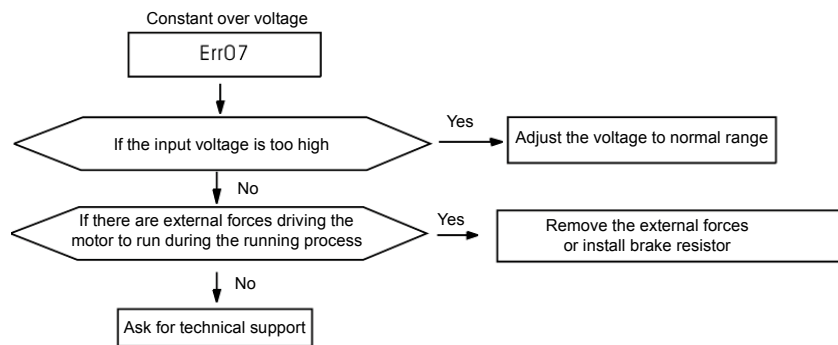 Constant over voltage
Err07
If the input voltage is too high
Yes
Adjust the voltage to normal range
No
If there are external forces driving the
motor to run during the running process
Yes
Remove the external forces
or install brake resistor
No
Ask for technical support